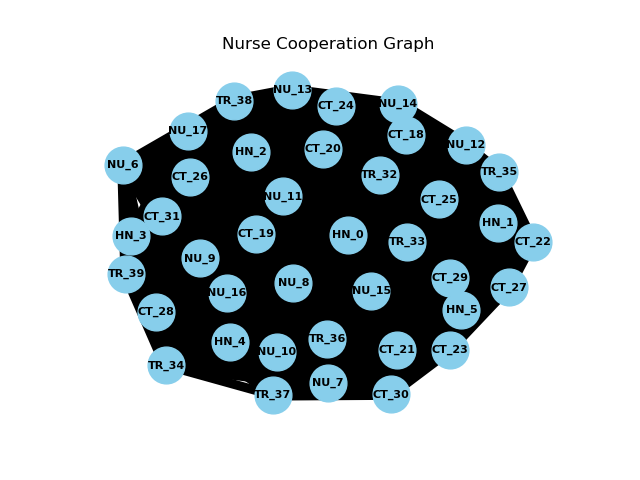 Nurse Cooperation Graph
NU_13
TR_38
CT_24
NU_14
NU_17
CT_18
NU_12
HN_2
CT_20
NU_6
TR_35
CT_26
TR_32
NU_11
CT_25
CT_31
HN_1
HN_3
CT_19
HN_0
TR_33
CT_22
NU_9
TR_39
CT_29
NU_8
CT_27
NU_16
NU_15
CT_28
HN_5
HN_4
TR_36
NU_10
CT_21
CT_23
TR_34
NU_7
TR_37
CT_30